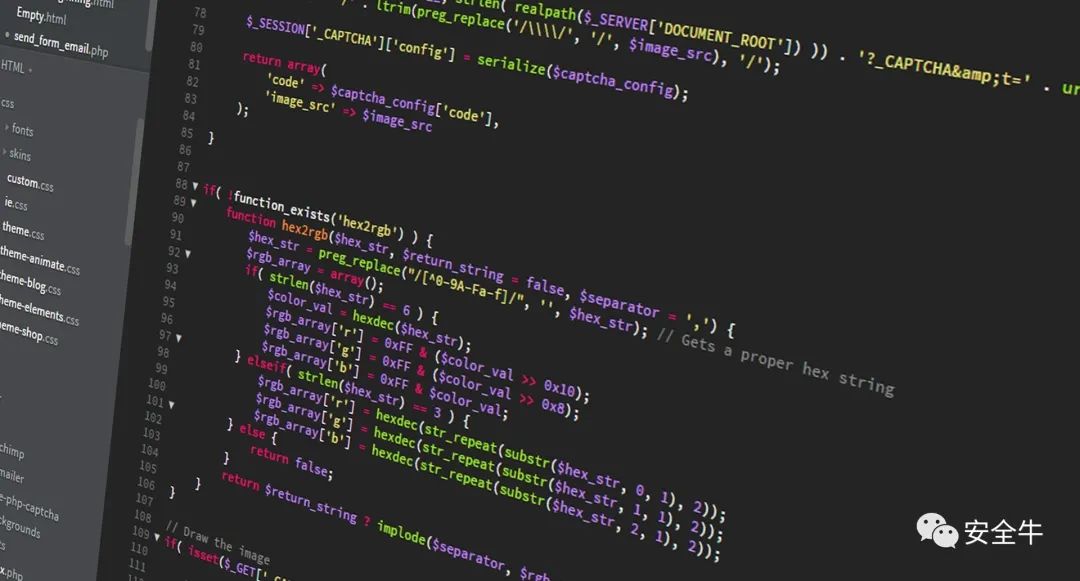 Empty.html
send_form_email.php
HTML
css
fonts
skins
custom.css
ie.css
theme.css
theme-animate.css
theme-blog.css
heme-elements.css
eme-shop.css
chimp
mailer
e-php-captcha
ckgrounds
x.php
78
79 ltrim(preg_replace('/\\\\/', '/', $image_src), '/');
80 $_SESSION['_CAPTCHA']['config'] = serialize($captcha_config);
81 return array(
82 'code' => $captcha_config['code'],
83 'image_src' => $image_src
84 );
85 }
86
87
88 if( !function_exists('hex2rgb') ) {
89 function hex2rgb($hex_str, $return_string = false, $separator = ',') {
90 $hex_str = preg_replace("/[^0-9A-Fa-f]/", '', $hex_str); // Gets a proper hex string
91 $rgb_array = array();
92 if( strlen($hex_str) == 6 ) {
93 $color_val = hexdec($hex_str);
94 $rgb_array['r'] = 0xFF & ($color_val >> 0x10);
95 $rgb_array['g'] = 0xFF & ($color_val >> 0x8);
96 $rgb_array['b'] = 0xFF & $color_val;
97 } elseif( strlen($hex_str) == 3 ) {
98 $rgb_array['r'] = hexdec(str_repeat(substr($hex_str, 0, 1), 2));
99 $rgb_array['g'] = hexdec(str_repeat(substr($hex_str, 1, 1), 2));
100 $rgb_array['b'] = hexdec(str_repeat(substr($hex_str, 2, 1), 2));
101 } else {
102 return false;
103 }
104 return $return_string ? implode($separator, $rgb
105 }
106 }
107
108 // Draw the image
109 if( isset($_GET['
110
111
strlen( realpath($_SERVER['DOCUMENT_ROOT']) )) . '?_CAPTCHA&amp;t=' . ur
安全牛